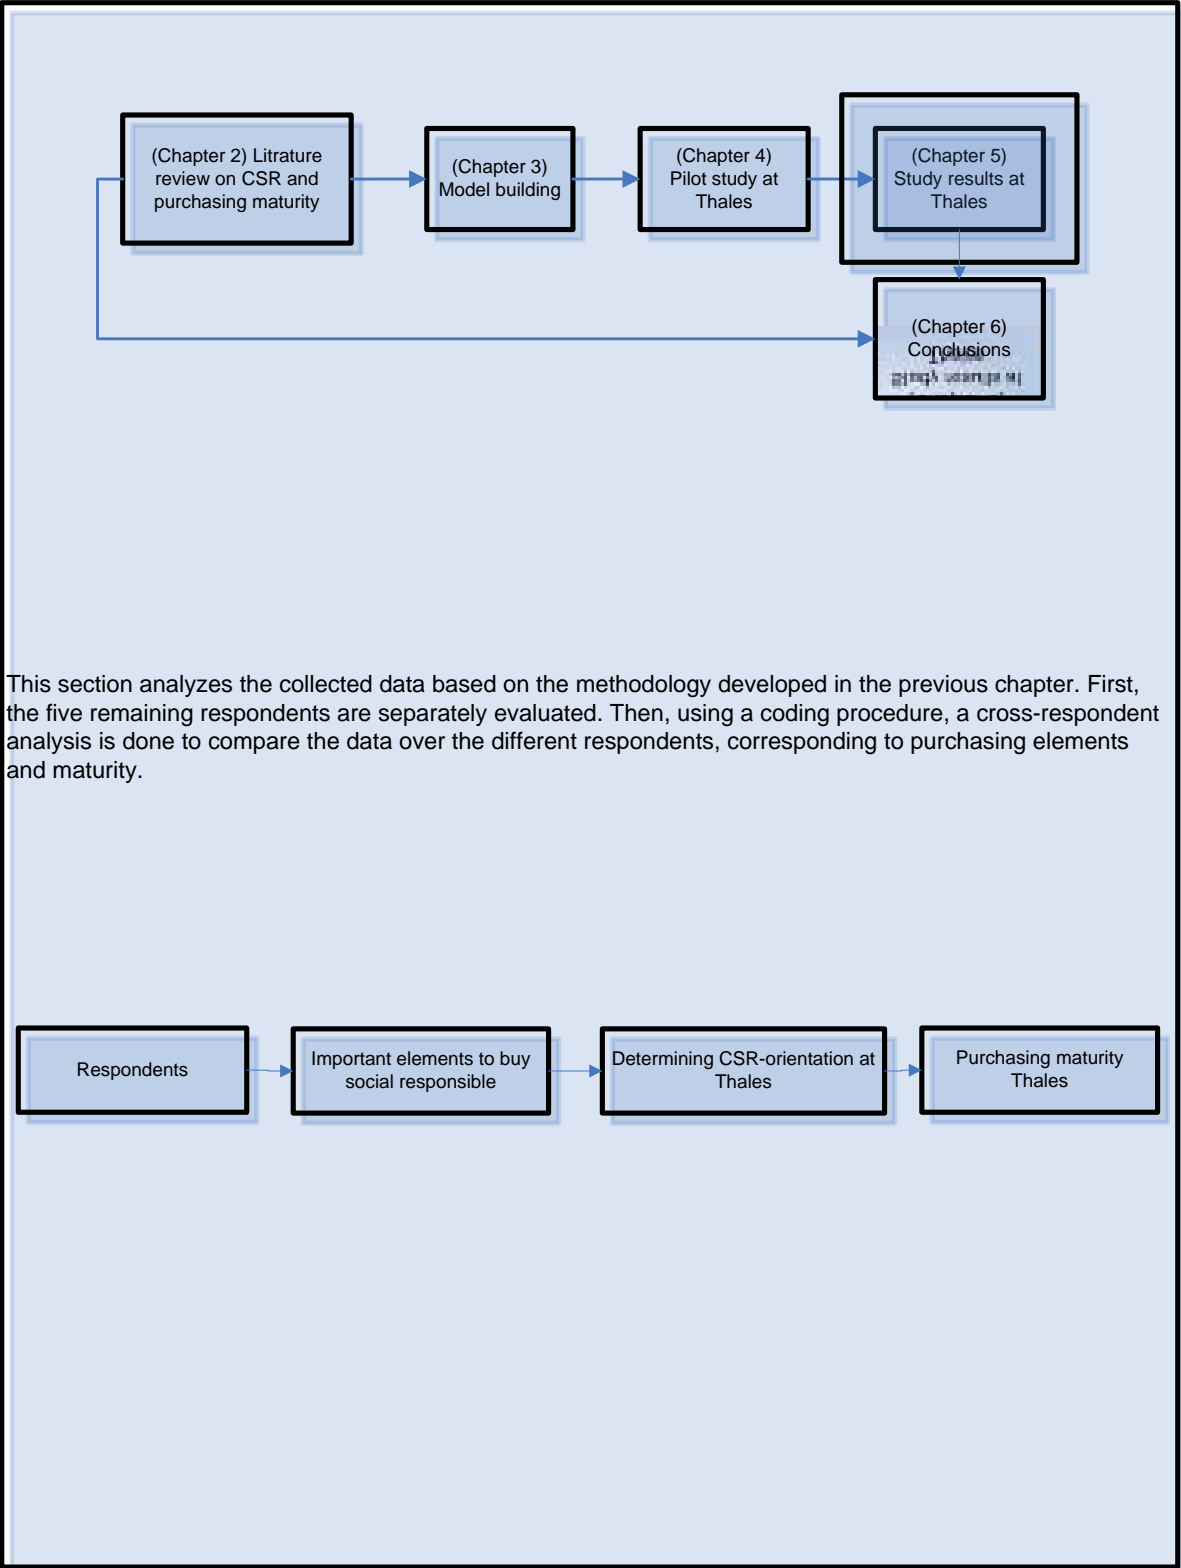 (Chapter 2) Litrature
review on CSR and
purchasing maturity
(Chapter 3)
Model building
(Chapter 4)
Pilot study at
Thales
(Chapter 5)
Study results at
Thales
(Chapter 6)
Conclusions
This section analyzes the collected data based on the methodology developed in the previous chapter. First,
the five remaining respondents are separately evaluated. Then, using a coding procedure, a cross-respondent
analysis is done to compare the data over the different respondents, corresponding to purchasing elements
and maturity.
Respondents
Important elements to buy
social responsible
Determining CSR-orientation at
Thales
Purchasing maturity
Thales